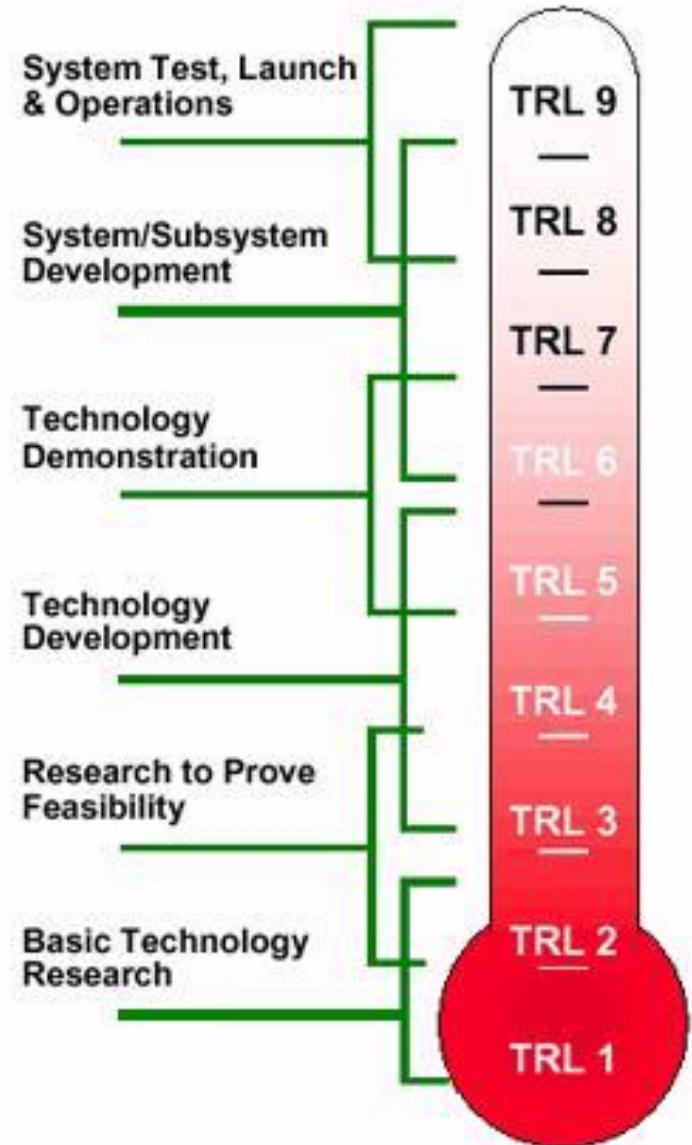 System Test, Launch
& Operations
System/Subsystem
Development
Technology
Demonstration
Technology
Development
Research to Prove
Feasibility
Basic Technology
Research
TRL 9
TRL 8
TRL 7
TRL 6
TRL 5
TRL 4
TRL 3
TRL 2
TRL 1